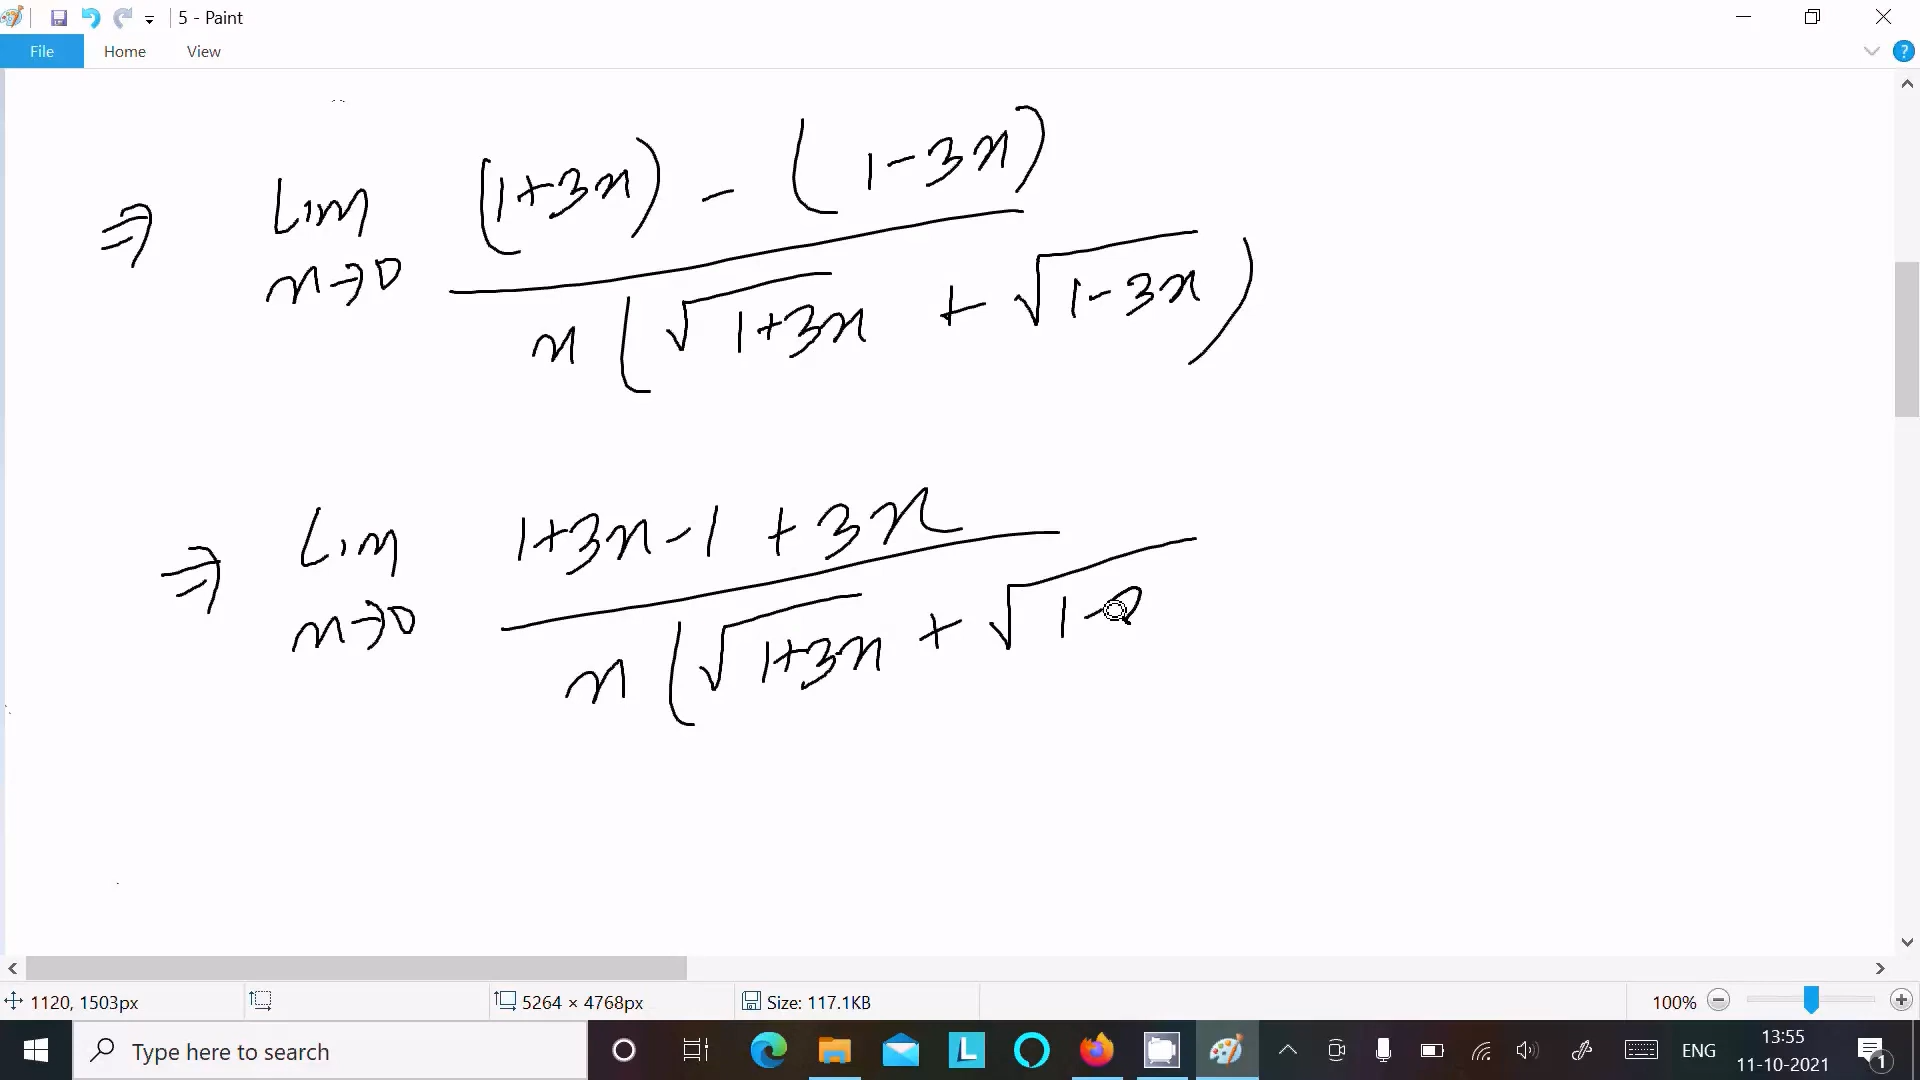 5 - Paint
File Home View
⇒ Lim (1+3x) - (1-3x)
x→0 x(√1+3x + √1-3x)
⇒ Lim 1+3x-1+3x
x→0 x(√1+3x + √1-
1120, 1503px 5264 × 4768px Size: 117.1KB 100%
Type here to search L ENG 13:55
11-10-2021 1